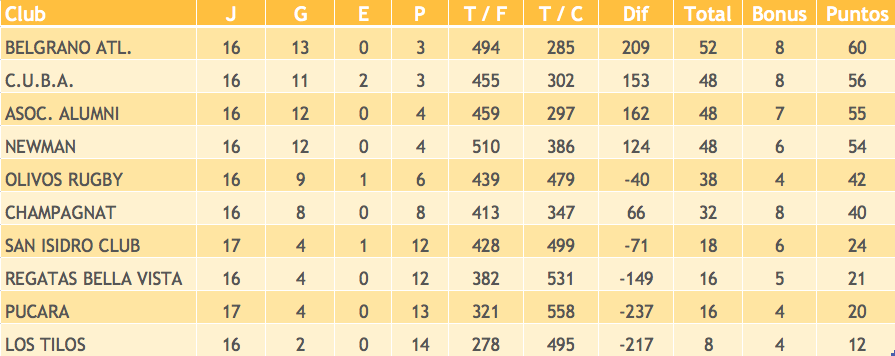 Club J G E P T / F T / C Dif Total Bonus Puntos
BELGRANO ATL. 16 13 0 3 494 285 209 52 8 60
C.U.B.A. 16 11 2 3 455 302 153 48 8 56
ASOC. ALUMNI 16 12 0 4 459 297 162 48 7 55
NEWMAN 16 12 0 4 510 386 124 48 6 54
OLIVOS RUGBY 16 9 1 6 439 479 -40 38 4 42
CHAMPAGNAT 16 8 0 8 413 347 66 32 8 40
SAN ISIDRO CLUB 17 4 1 12 428 499 -71 18 6 24
REGATAS BELLA VISTA 16 4 0 12 382 531 -149 16 5 21
PUCARA 17 4 0 13 321 558 -237 16 4 20
LOS TILOS 16 2 0 14 278 495 -217 8 4 12